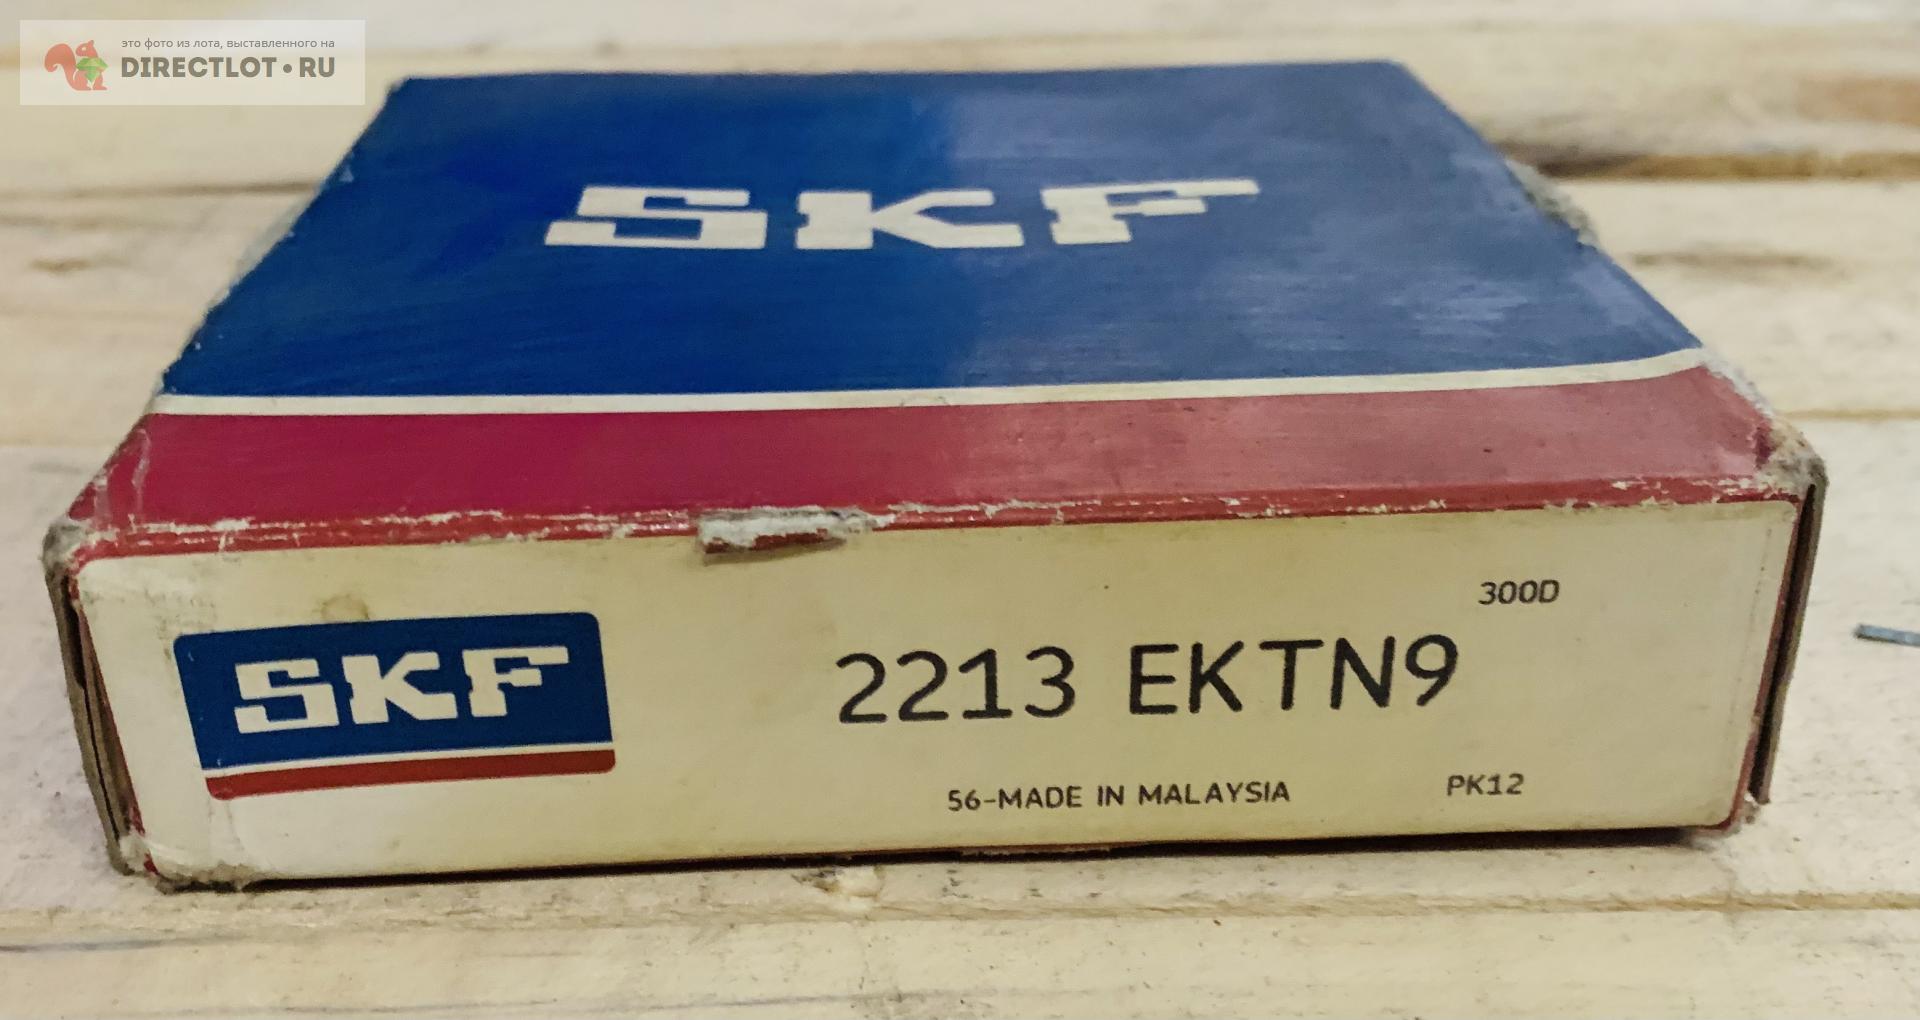 это фото из лота, выставленного на
DIRECTLOT•RU
SKF
300D
SKF
2213 EKTN9
56-MADE IN MALAYSIA
PK12